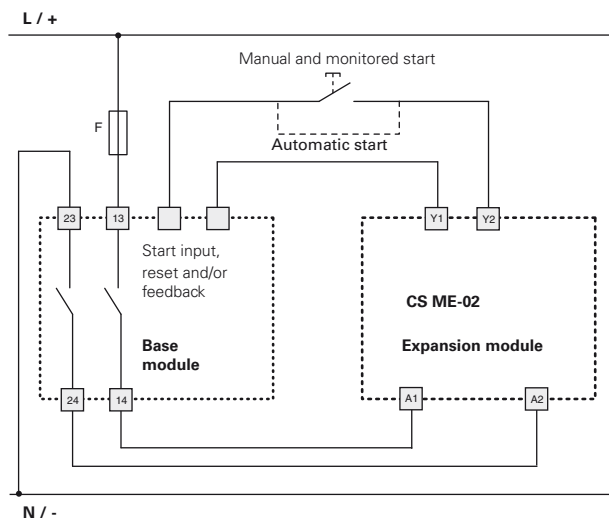 L / +
Manual and monitored start
F
Automatic start
23
13
Y1
Y2
Start input,
reset and/or
feedback
CS ME-02
Base
module
Expansion module
24
14
A1
A2
N / -